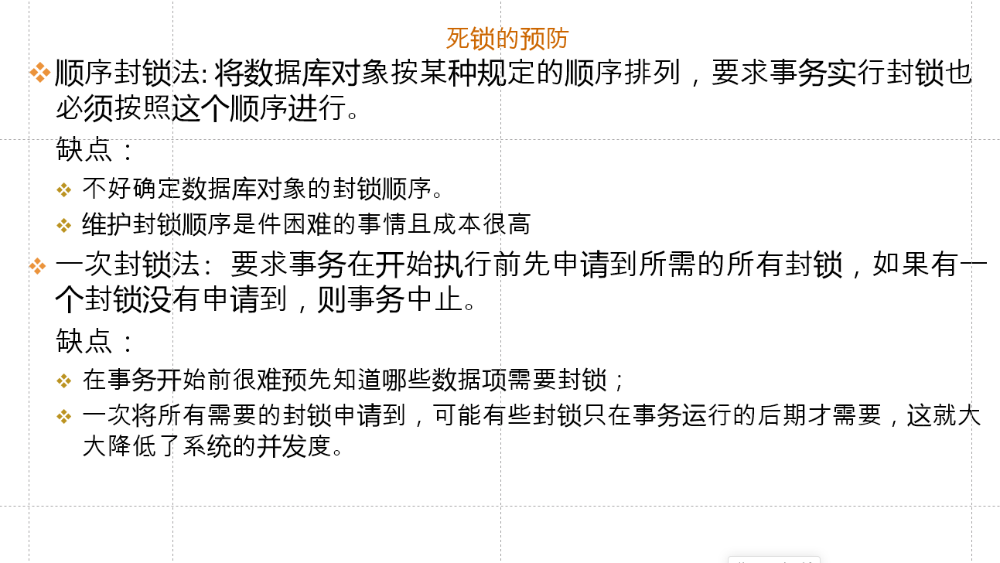 死锁的预防
顺序封锁法: 将数据库对象按某种规定的顺序排列，要求事务实行封锁也
必须按照这个顺序进行。
缺点：
不好确定数据库对象的封锁顺序。
维护封锁顺序是件困难的事情且成本很高
一次封锁法： 要求事务在开始执行前先申请到所需的所有封锁，如果有一
个封锁没有申请到，则事务中止。
缺点：
在事务开始前很难预先知道哪些数据项需要封锁；
一次将所有需要的封锁申请到，可能有些封锁只在事务运行的后期才需要，这就大
大降低了系统的并发度。